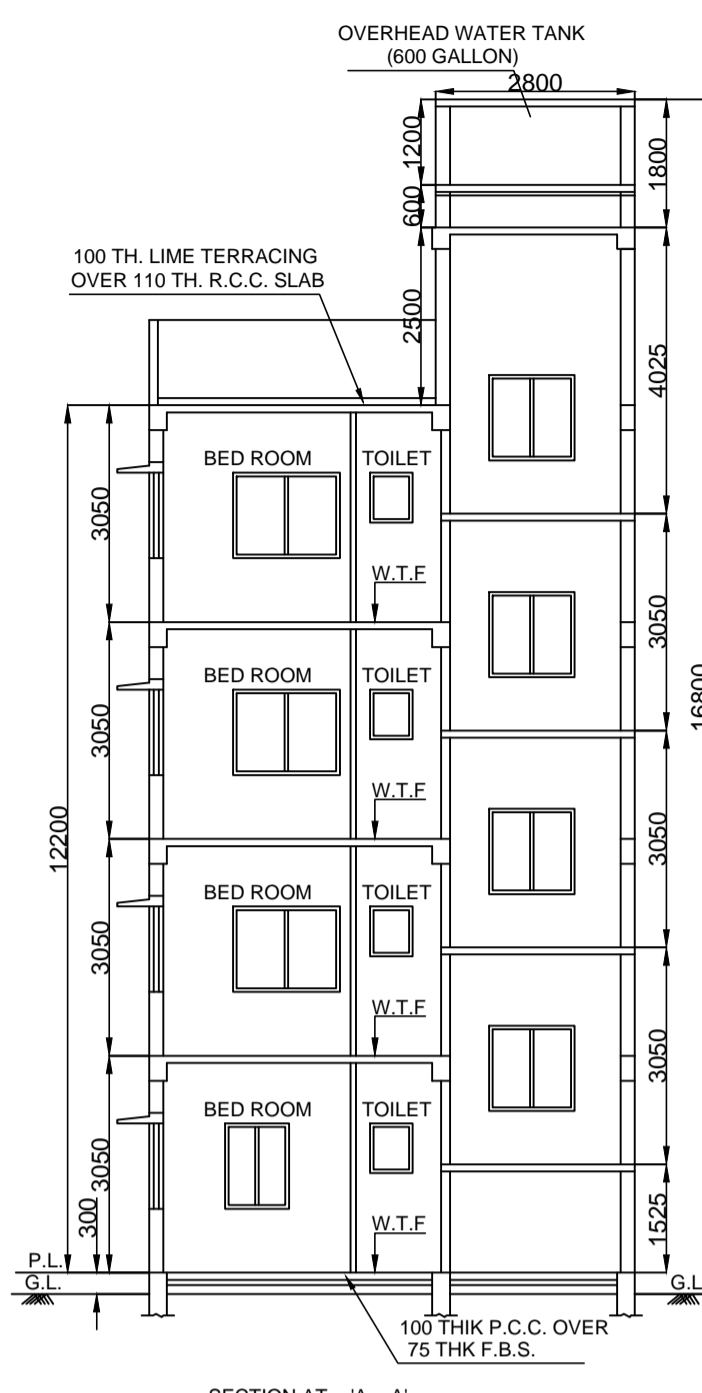 OVERHEAD WATER TANK
(600 GALLON)
2800
1200
1800
600
100 TH. LIME TERRACING
OVER 110 TH. R.C.C. SLAB
2500
4025
BED ROOM TOILET
3050
W.T.F
3050
BED ROOM TOILET
3050
16800
W.T.F
12200
3050
BED ROOM TOILET
3050
W.T.F
3050
BED ROOM TOILET
3050
300
W.T.F
1525
P.L.
G.L. G.L
100 THIK P.C.C. OVER
75 THK F.B.S.